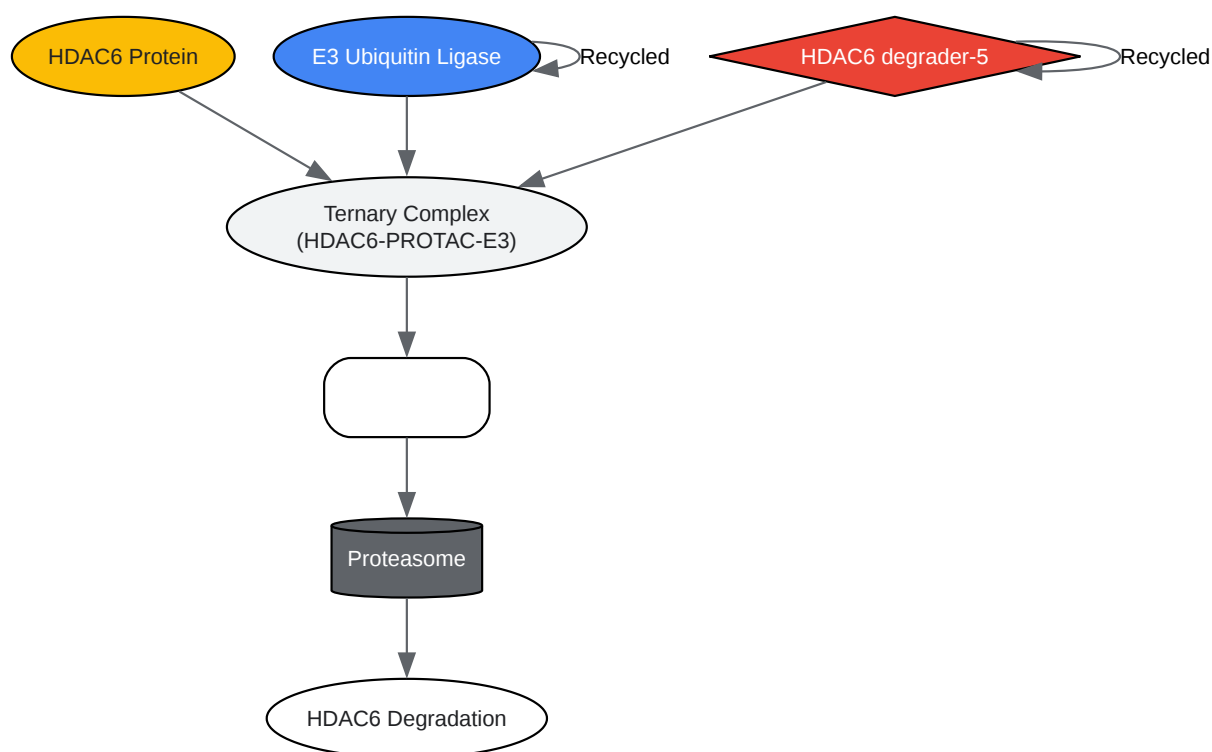 HDAC6 Protein
E3 Ubiquitin Ligase
Recycled
HDAC6 degrader-5
Recycled
Ternary Complex
(HDAC6-PROTAC-E3)
Proteasome
HDAC6 Degradation